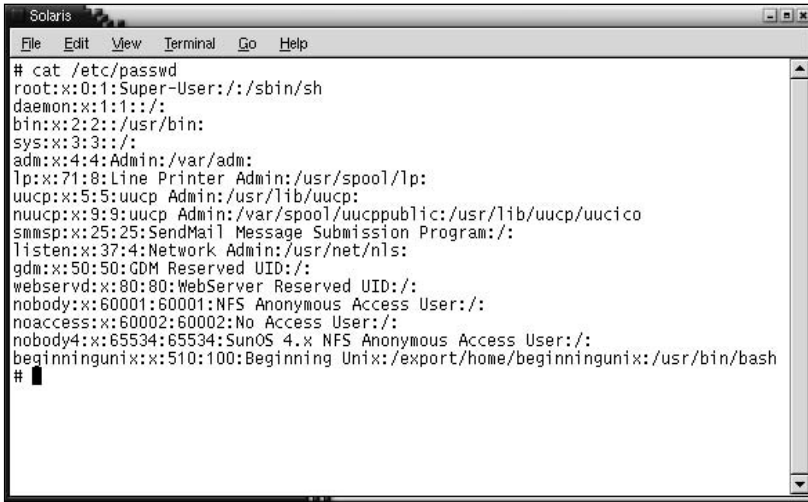 Solaris
File Edit View Terminal Go Help
# cat /etc/passwd
root:x:0:1:Super-User:/:/sbin/sh
daemon:x:1:1::/:
bin:x:2:2::/usr/bin:
sys:x:3:3::/:
adm:x:4:4:Admin:/var/adm:
lp:x:71:8:Line Printer Admin:/usr/spool/lp:
uucp:x:5:5:uucp Admin:/usr/lib/uucp:
nuucp:x:9:9:uucp Admin:/var/spool/uucppublic:/usr/lib/uucp/uucico
smmsp:x:25:25:SendMail Message Submission Program:/:
listen:x:37:4:Network Admin:/usr/net/nls:
gdm:x:50:50:GDM Reserved UID:/:
webservd:x:80:80:WebServer Reserved UID:/:
nobody:x:60001:60001:NFS Anonymous Access User:/:
noaccess:x:60002:60002:No Access User:/:
nobody4:x:65534:65534:SunOS 4.x NFS Anonymous Access User:/:
beginningunix:x:510:100:Beginning Unix:/export/home/beginningunix:/usr/bin/bash
#